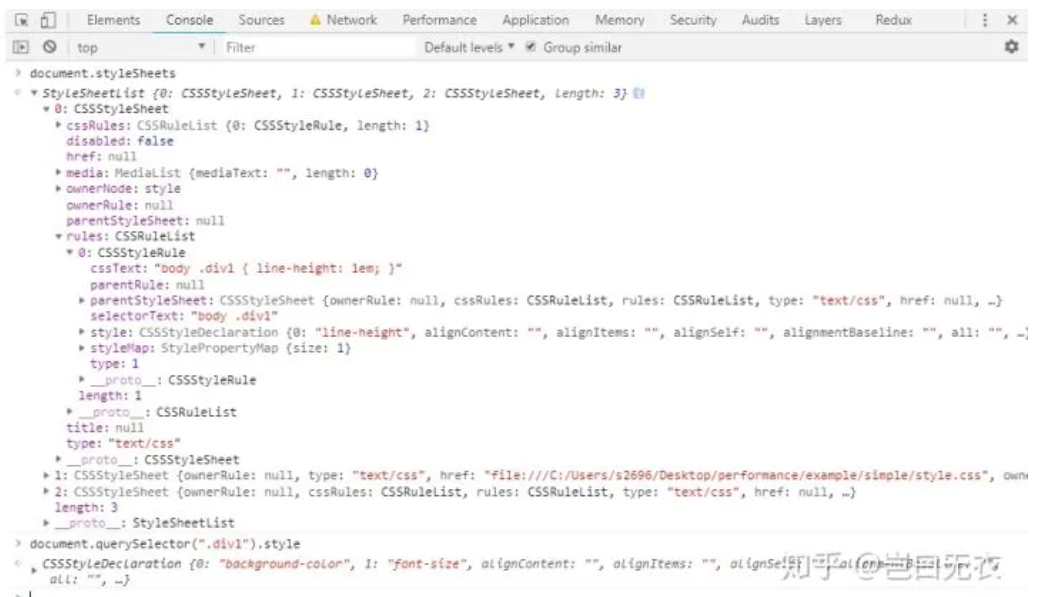 Elements Console Sources Network Performance Application Memory Security Audits Layers Redux
top Filter Default levels Group similar
document.styleSheets
StyleSheetList {0: CSSStyleSheet, 1: CSSStyleSheet, 2: CSSStyleSheet, length: 3}
0: CSSStyleSheet
cssRules: CSSRuleList {0: CSSStyleRule, length: 1}
disabled: false
href: null
media: MediaList {mediaText: "", length: 0}
ownerNode: style
ownerRule: null
parentStyleSheet: null
rules: CSSRuleList
0: CSSStyleRule
cssText: "body .div1 { line-height: 1em; }"
parentRule: null
parentStyleSheet: CSSStyleSheet {ownerRule: null, cssRules: CSSRuleList, rules: CSSRuleList, type: "text/css", href: null, …}
selectorText: "body .div1"
style: CSSStyleDeclaration {0: "line-height", alignContent: "", alignItems: "", alignSelf: "", alignmentBaseline: "", all: "", …}
styleMap: StylePropertyMap {size: 1}
type: 1
__proto__: CSSStyleRule
length: 1
__proto__: CSSRuleList
title: null
type: "text/css"
__proto__: CSSStyleSheet
1: CSSStyleSheet {ownerRule: null, type: "text/css", href: "file:///C:/Users/s2696/Desktop/performance/example/simple/style.css", owne
2: CSSStyleSheet {ownerRule: null, cssRules: CSSRuleList, rules: CSSRuleList, type: "text/css", href: null, …}
length: 3
__proto__: StyleSheetList
document.querySelector(".div1").style
CSSStyleDeclaration {0: "background-color", 1: "font-size", alignContent: "", alignItems: "", alignSelf
all: "", …}
知乎 @岂曰无衣